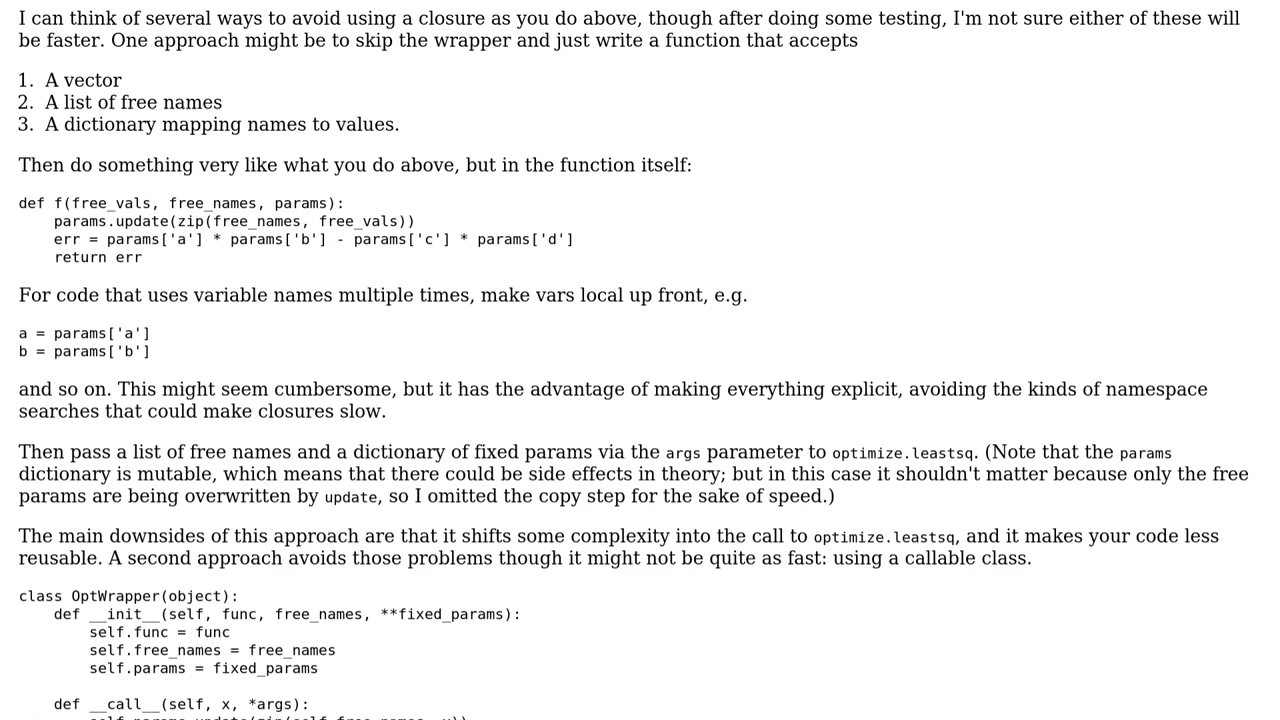 I can think of several ways to avoid using a closure as you do above, though after doing some testing, I'm not sure either of these will
be faster. One approach might be to skip the wrapper and just write a function that accepts
1. A vector
2. A list of free names
3. A dictionary mapping names to values.
Then do something very like what you do above, but in the function itself:
def f(free_vals, free_names, params):
    params.update(zip(free_names, free_vals))
    err = params['a'] * params['b'] - params['c'] * params['d']
    return err
For code that uses variable names multiple times, make vars local up front, e.g.
a = params['a']
b = params['b']
and so on. This might seem cumbersome, but it has the advantage of making everything explicit, avoiding the kinds of namespace
searches that could make closures slow.
Then pass a list of free names and a dictionary of fixed params via the args parameter to optimize.leastsq. (Note that the params
dictionary is mutable, which means that there could be side effects in theory; but in this case it shouldn't matter because only the free
params are being overwritten by update, so I omitted the copy step for the sake of speed.)
The main downsides of this approach are that it shifts some complexity into the call to optimize.leastsq, and it makes your code less
reusable. A second approach avoids those problems though it might not be quite as fast: using a callable class.
class OptWrapper(object):
    def __init__(self, func, free_names, **fixed_params):
        self.func = func
        self.free_names = free_names
        self.params = fixed_params
    def __call__(self, x, *args):